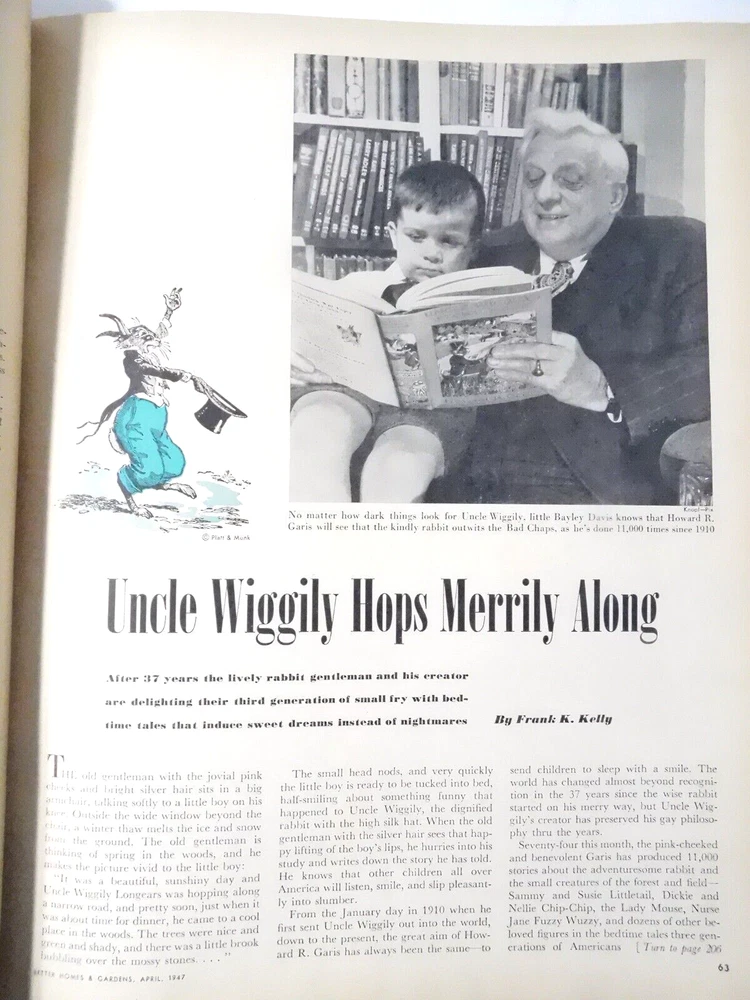 Knopf—Pix
No matter how dark things look for Uncle Wiggily, little Bayley Davis knows that Howard R.
Garis will see that the kindly rabbit outwits the Bad Chaps, as he's done 11,000 times since 1910
© Platt & Munk
Uncle Wiggily Hops Merrily Along
After 37 years the lively rabbit gentleman and his creator
are delighting their third generation of small fry with bed-
time tales that induce sweet dreams instead of nightmares
By Frank K. Kelly
THE old gentleman with the jovial pink
cheeks and bright silver hair sits in a big
armchair, talking softly to a little boy on his
knee. Outside the wide window beyond the
chair, a winter thaw melts the ice and snow
from the ground. The old gentleman is
thinking of spring in the woods, and he
makes the picture vivid to the little boy:
"It was a beautiful, sunshiny day and
Uncle Wiggily Longears was hopping along
a narrow road, and pretty soon, just when it
was about time for dinner, he came to a cool
place in the woods. The trees were nice and
green and shady, and there was a little brook
bubbling over the mossy stones. . . ."
The small head nods, and very quickly
the little boy is ready to be tucked into bed,
half-smiling about something funny that
happened to Uncle Wiggily, the dignified
rabbit with the high silk hat. When the old
gentleman with the silver hair sees that hap-
py lifting of the boy's lips, he hurries into his
study and writes down the story he has told.
He knows that other children all over
America will listen, smile, and slip pleasant-
ly into slumber.
From the January day in 1910 when he
first sent Uncle Wiggily out into the world,
down to the present, the great aim of How-
ard R. Garis has always been the same—to
send children to sleep with a smile. The
world has changed almost beyond recogni-
tion in the 37 years since the wise rabbit
started on his merry way, but Uncle Wig-
gily's creator has preserved his gay philoso-
phy thru the years.
Seventy-four this month, the pink-cheeked
and benevolent Garis has produced 11,000
stories about the adventuresome rabbit and
the small creatures of the forest and field—
Sammy and Susie Littletail, Dickie and
Nellie Chip-Chip, the Lady Mouse, Nurse
Jane Fuzzy Wuzzy, and dozens of other be-
loved figures in the bedtime tales three gen-
erations of Americans [ Turn to page 206
BETTER HOMES & GARDENS, APRIL, 1947
63